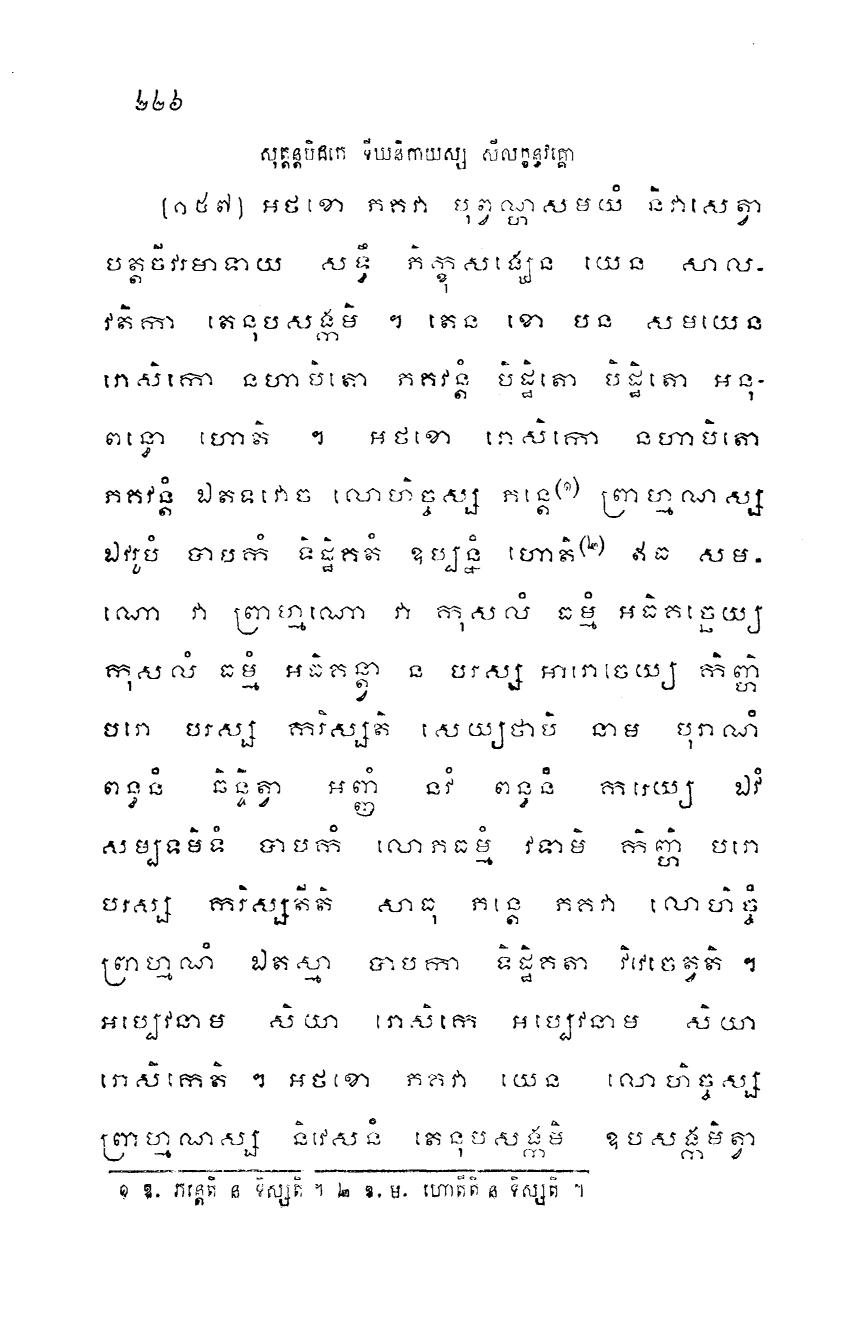 ២២៦
សុត្តន្តបិដកេ ទីឃនិកាយស្ស សីលក្ខន្ធវគ្គោ
(១៥៧) អថខោ ភគវា បុព្វណ្ហសមយំ និវាសេត្វា
បត្តចីវរមាទាយ សទ្ធឹ ភិក្ខុសង្ឃេន យេន សាល-
វតិកា តេនុបសង្កមិ ។ តេន ខោ បន សមយេន
រោសិកោ នហាបិតោ ភគវន្តំ បិដ្ឋិតោ បិដ្ឋិតោ អនុ-
ពន្ធោ ហោតិ ។ អថខោ រោសិកោ នហាបិតោ
ភគវន្តំ ឯតទវោច លោហិច្ចស្ស ភន្តេ(១) ព្រាហ្មណស្ស
ឯវរូបំ បាបកំ ទិដ្ឋិគតំ ឧប្បន្នំ ហោតិ(២) ឥធ សម-
ណោ វា ព្រាហ្មណោ វា កុសលំ ធម្មំ អធិគច្ឆេយ្យ
កុសលំ ធម្មំ អធិគន្ត្វា ន បរស្ស អារោចេយ្យ កិញ្ហិ
បរោ បរស្ស ករិស្សតិ សេយ្យថាបិ នាម បុរាណំ
ពន្ធនំ ឆិន្ទិត្វា អញ្ញំ នវំ ពន្ធនំ ករេយ្យ ឯវំ
សម្បទមិទំ បាបកំ លោភធម្មំ វទាមិ កិញ្ហិ បរោ
បរស្ស ករិស្សតីតិ សាធុ ភន្តេ ភគវា លោហិច្ចំ
ព្រាហ្មណំ ឯតស្មា បាបកា ទិដ្ឋិគតា វិវេចេត្វតិ ។
អប្បេវនាម សិយា រោសិកេ អប្បេវនាម សិយា
រោសិកេតិ ។ អថខោ ភគវា យេន លោហិច្ចស្ស
ព្រាហ្មណស្ស និវេសនំ តេនុបសង្កមិ ឧបសង្កមិត្វា
១ ឱ. ភន្តេតិ ន ទិស្សតិ ។ ២ ឱ. ម. ហោតីតិ ន ទិស្សតិ ។